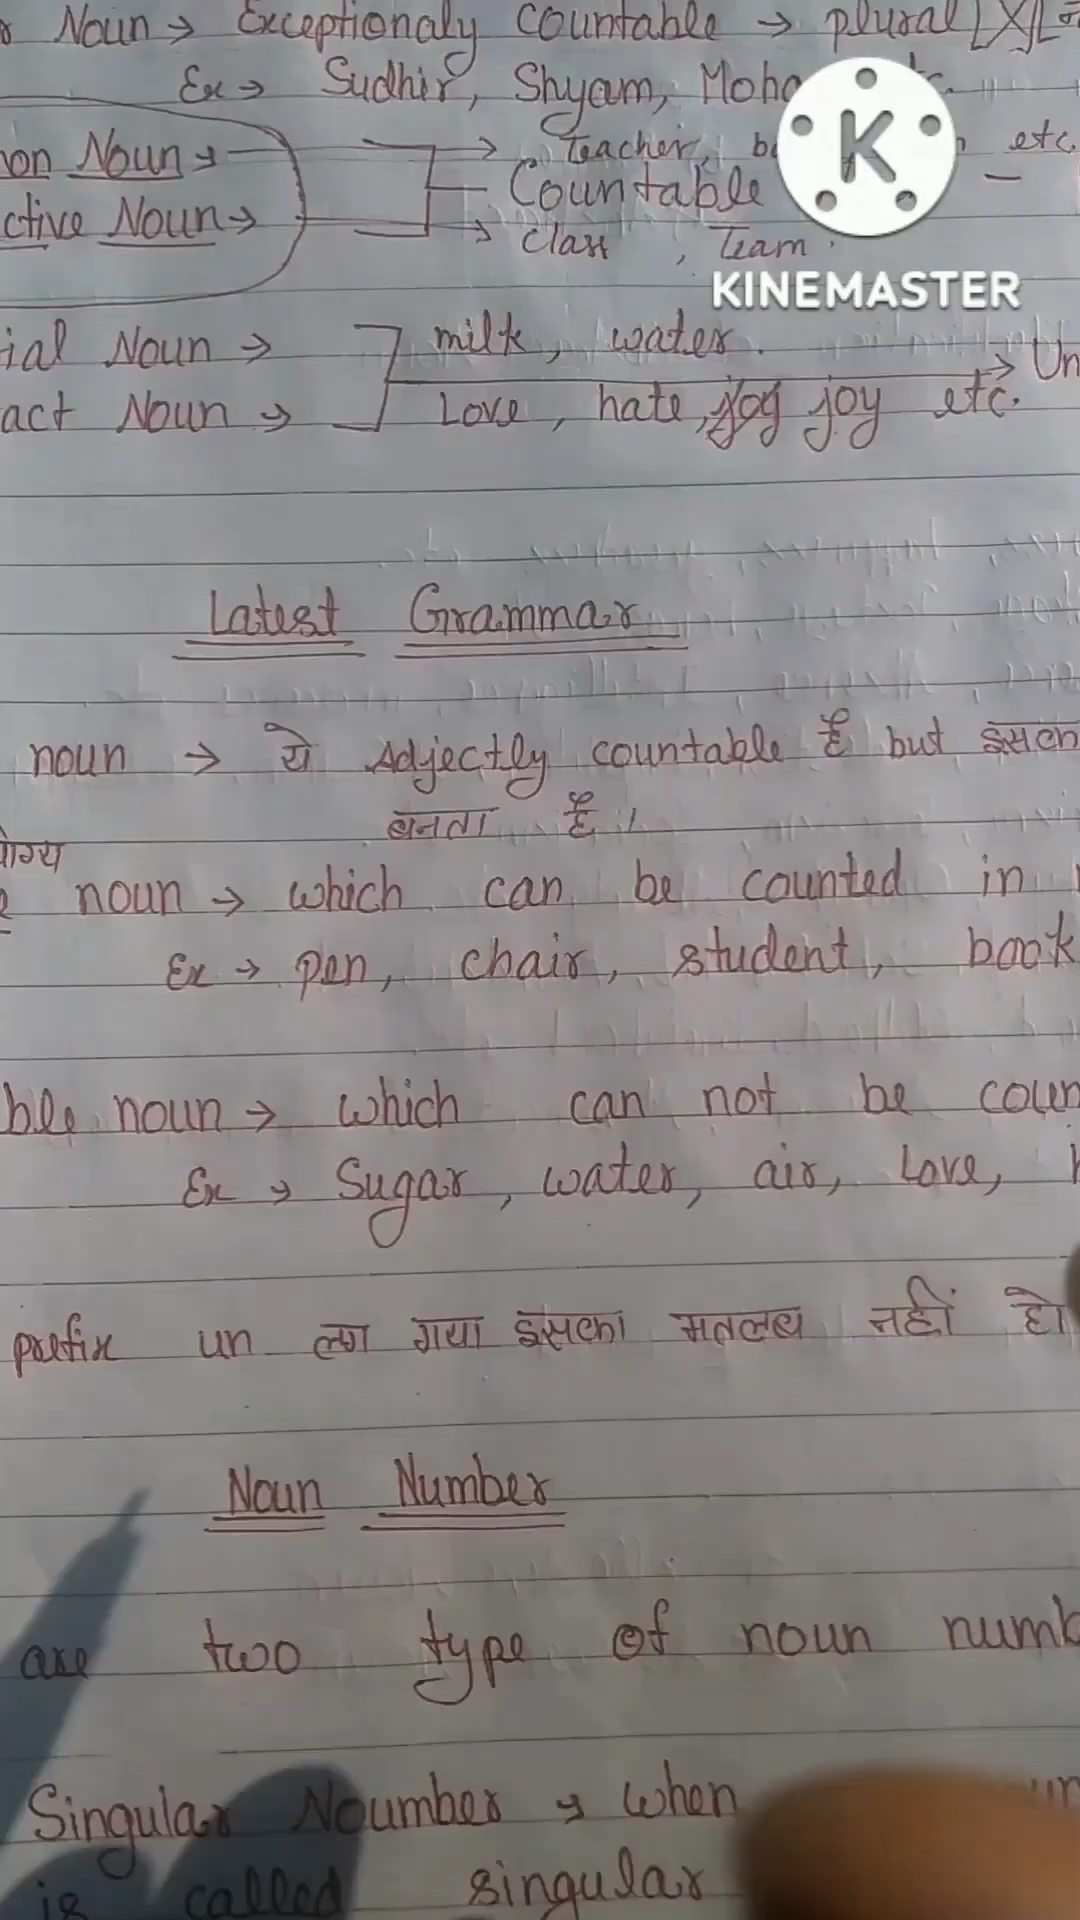 Noun → Exceptionaly countable → plural [X]
Ex → Sudhir, Shyam, Moha
Noun → → Teacher, etc.
Countable –
ctive Noun → → class , Team.
KINEMASTER
ial Noun → milk, water. → Un
act Noun → Love, hate, joy etc.
Latest Grammar
noun → ये Adjectly countable है but इसका
बनता है।
noun → which can be counted in
Ex → pen, chair, student, book
ble noun → which can not be coun
Ex → Sugar, water, air, Love,
prefix un लग गया इसका मतलब नहीं हो
Noun Number
are two type of noun numb
Singular Noumber → when
is called singular